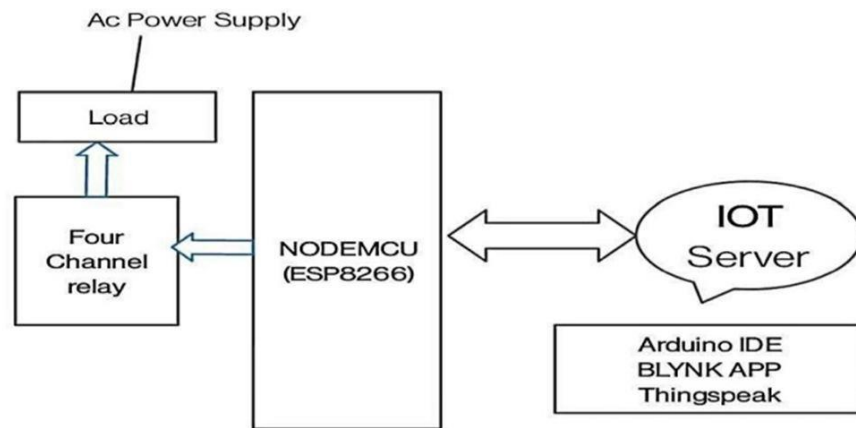 Ac Power Supply
Load
Four
Channel
relay
NODEMCU
(ESP8266)
IOT
Server
Arduino IDE
BLYNK APP
Thingspeak